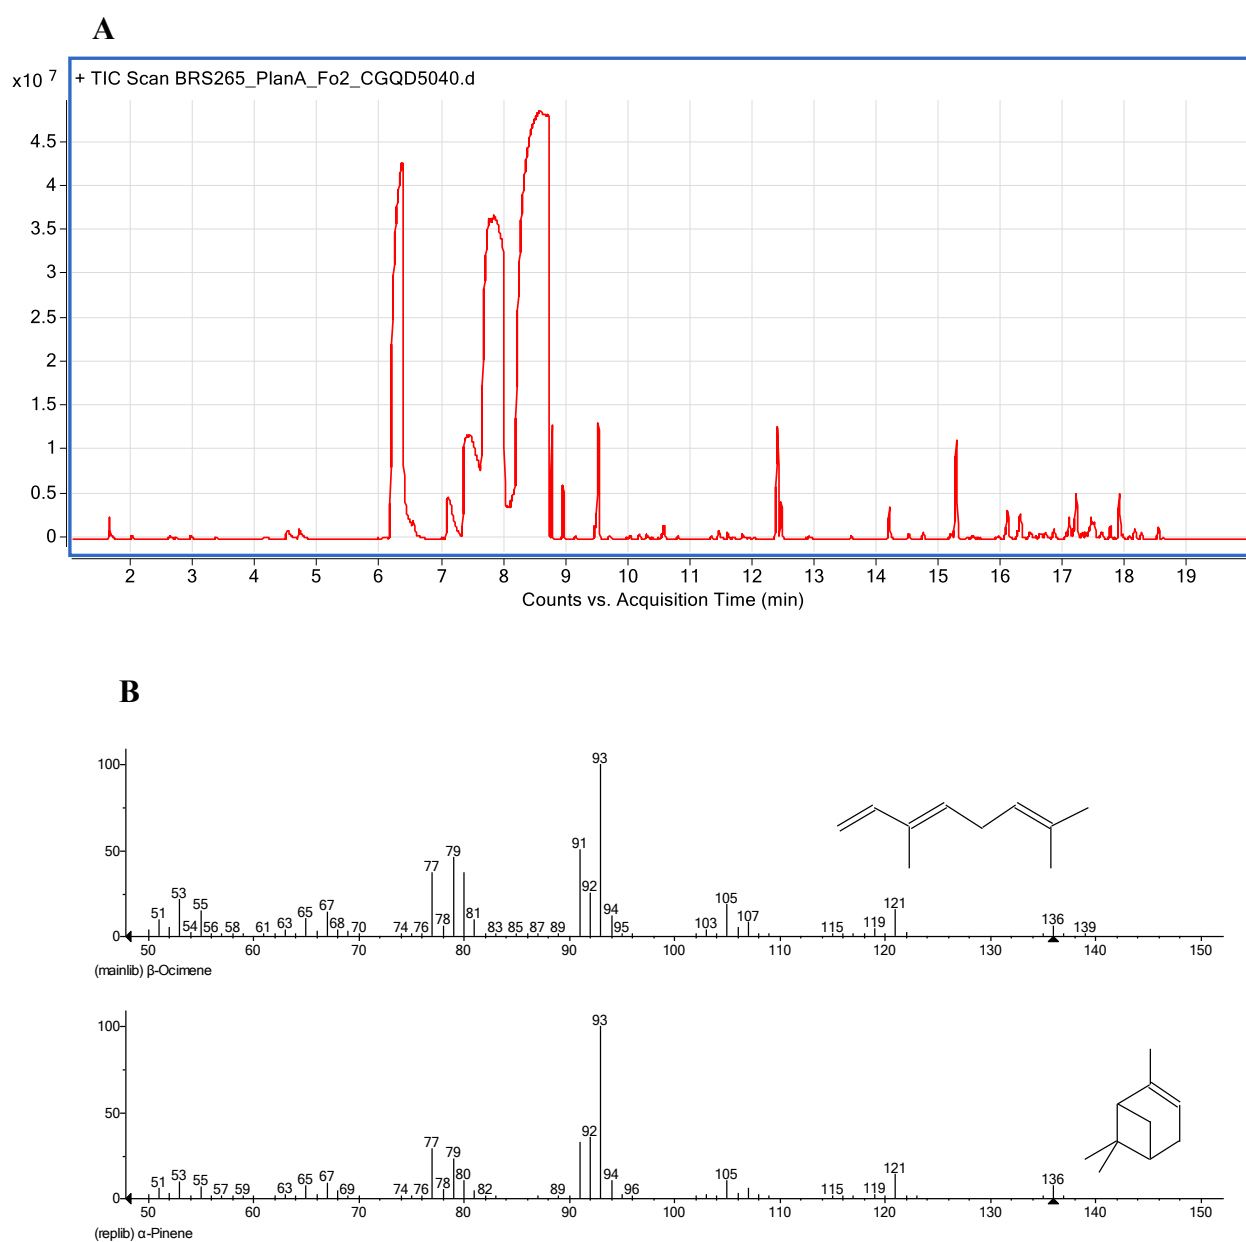 A
x10 7
+ TIC Scan BRS265_PlanA_Fo2_CGQD5040.d
4.5
4
3.5
3
2.5
2
1.5
1
0.5
0
2 3 4 5 6 7 8 9 10 11 12 13 14 15 16 17 18 19
Counts vs. Acquisition Time (min)
B
100
50
0
51 53 54 55 56 58 61 63 65 67 68 70 74 76 77 78 79 81 83 85 87 89 91 92 93 94 95 103 105 107 115 119 121 136 139
50 60 70 80 90 100 110 120 130 140 150
(mainlib) β-Ocimene
100
50
0
51 53 55 57 59 63 65 67 69 74 76 77 78 79 80 82 89 92 93 94 96 105 115 119 121 136
50 60 70 80 90 100 110 120 130 140 150
(replib) α-Pinene